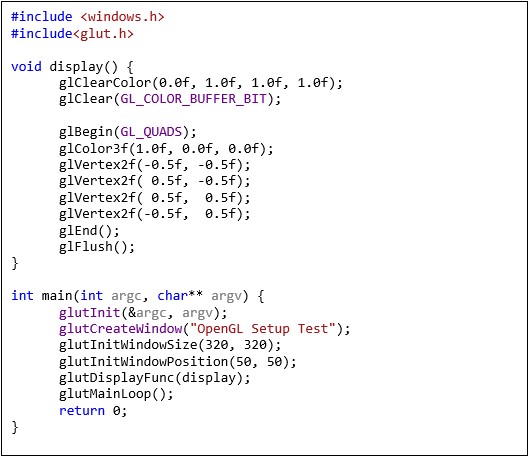 #include <windows.h>
#include<glut.h>
void display() {
glClearColor(0.0f, 1.0f, 1.0f, 1.0f);
glClear(GL_COLOR_BUFFER_BIT);
glBegin(GL_QUADS);
glColor3f(1.0f, 0.0f, 0.0f);
glVertex2f(-0.5f, -0.5f);
glVertex2f( 0.5f, -0.5f);
glVertex2f( 0.5f,  0.5f);
glVertex2f(-0.5f,  0.5f);
glEnd();
glFlush();
}
int main(int argc, char** argv) {
glutInit(&argc, argv);
glutCreateWindow("OpenGL Setup Test");
glutInitWindowSize(320, 320);
glutInitWindowPosition(50, 50);
glutDisplayFunc(display);
glutMainLoop();
return 0;
}